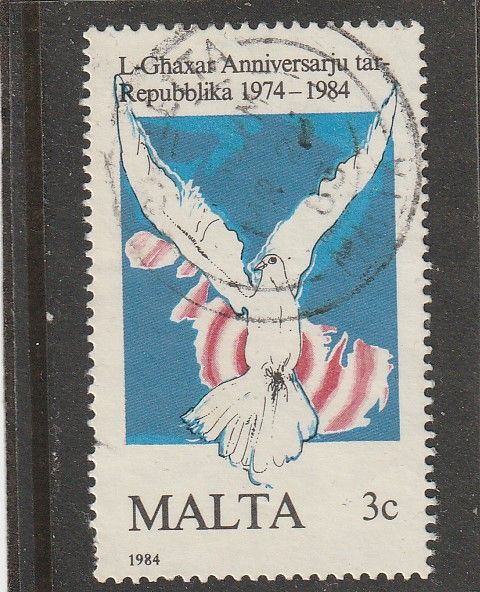 L-Għaxar Anniversarju tar-
Repubblika 1974-1984
MALTA 3c
1984